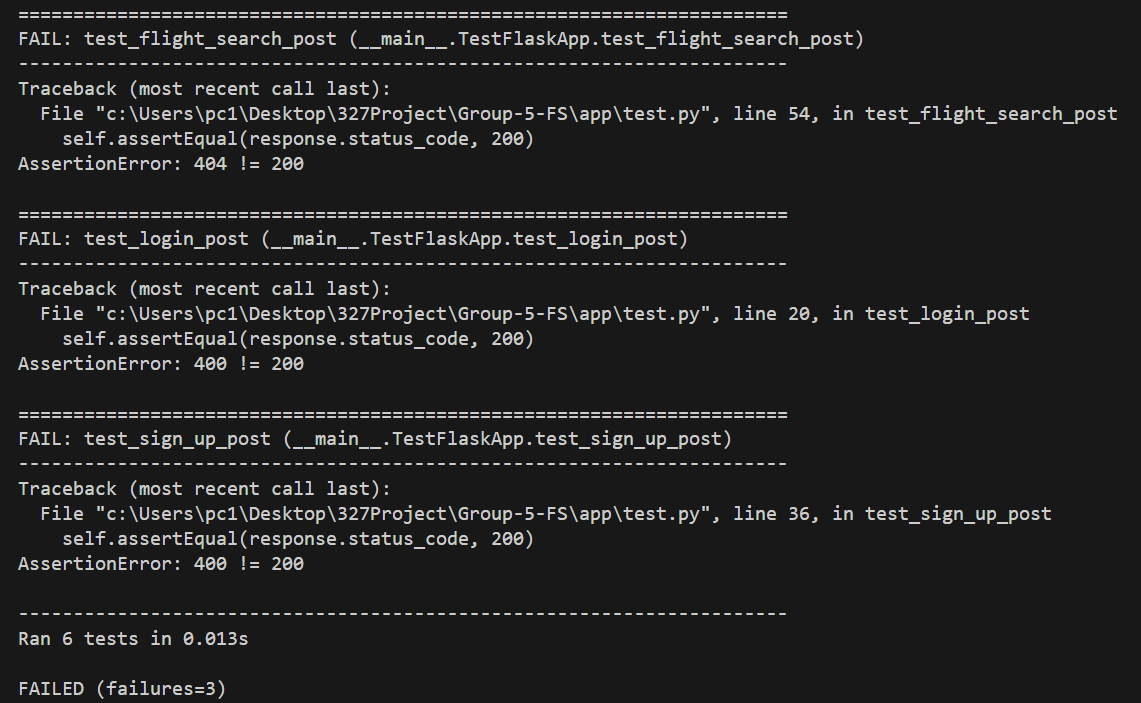 ======================================================================
FAIL: test_flight_search_post (__main__.TestFlaskApp.test_flight_search_post)
----------------------------------------------------------------------
Traceback (most recent call last):
  File "c:\Users\pc1\Desktop\327Project\Group-5-FS\app\test.py", line 54, in test_flight_search_post
    self.assertEqual(response.status_code, 200)
AssertionError: 404 != 200

======================================================================
FAIL: test_login_post (__main__.TestFlaskApp.test_login_post)
----------------------------------------------------------------------
Traceback (most recent call last):
  File "c:\Users\pc1\Desktop\327Project\Group-5-FS\app\test.py", line 20, in test_login_post
    self.assertEqual(response.status_code, 200)
AssertionError: 400 != 200

======================================================================
FAIL: test_sign_up_post (__main__.TestFlaskApp.test_sign_up_post)
----------------------------------------------------------------------
Traceback (most recent call last):
  File "c:\Users\pc1\Desktop\327Project\Group-5-FS\app\test.py", line 36, in test_sign_up_post
    self.assertEqual(response.status_code, 200)
AssertionError: 400 != 200

----------------------------------------------------------------------
Ran 6 tests in 0.013s

FAILED (failures=3)